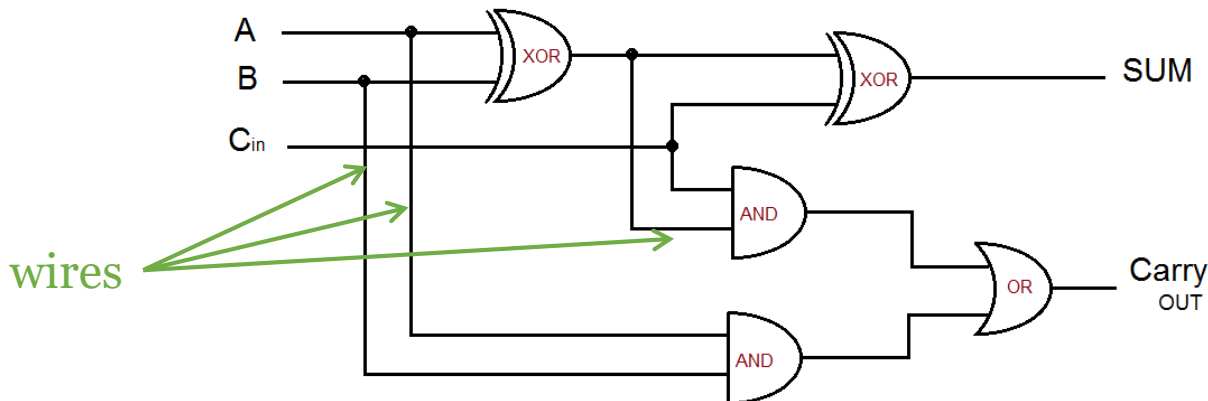 A
XOR
XOR
SUM
B
Cin
AND
wires
Carry
OUT
OR
AND